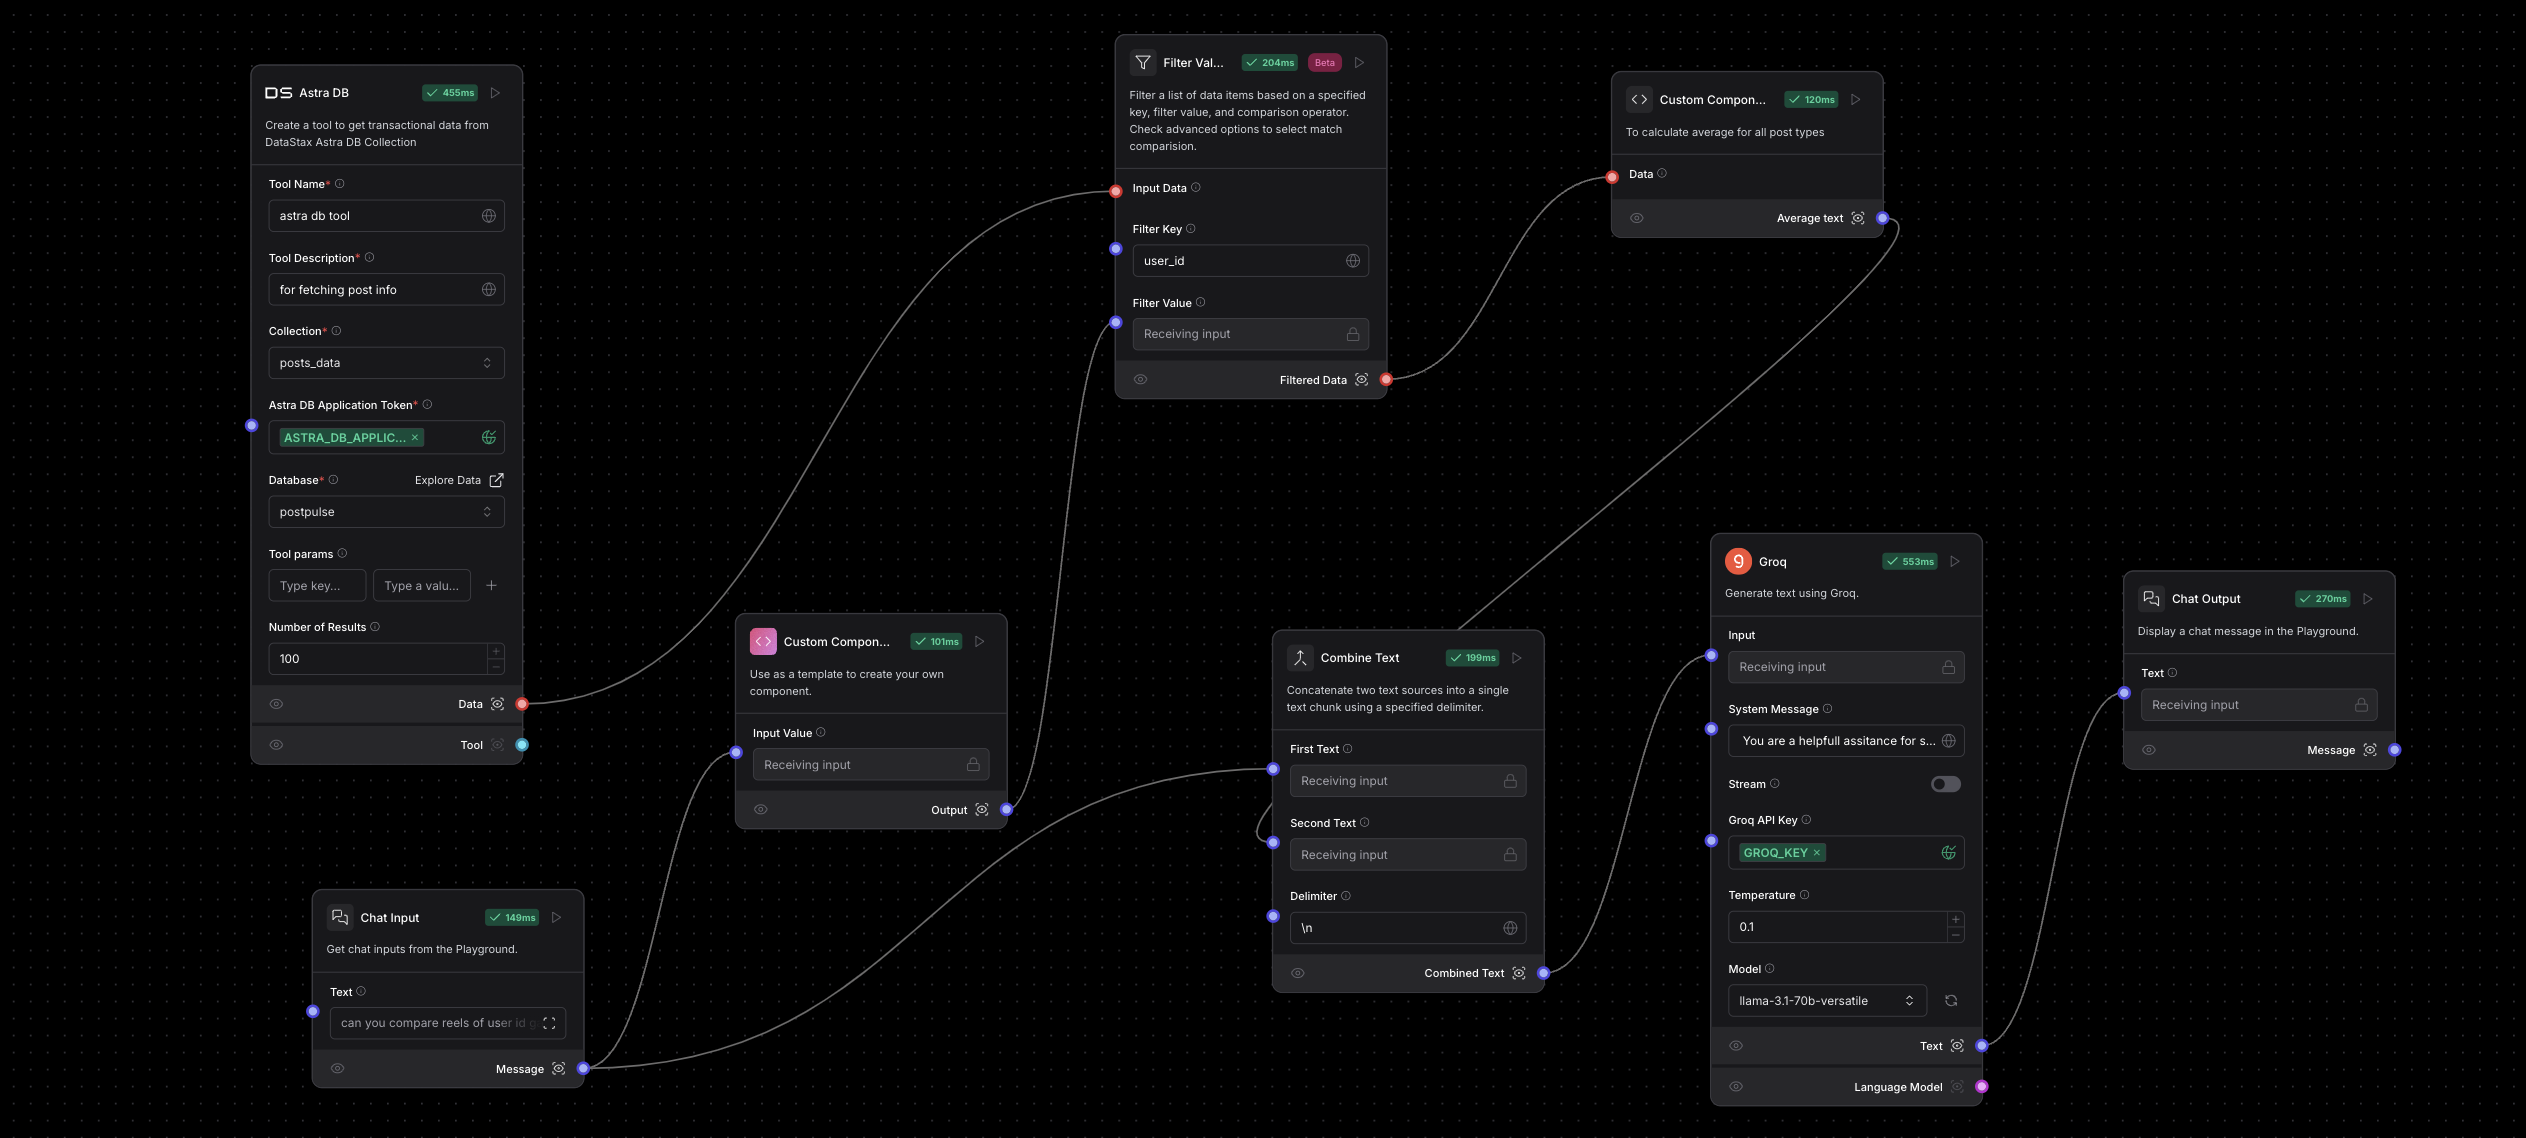 Astra DB
455ms
Create a tool to get transactional data from
DataStax Astra DB Collection
Tool Name*
astra db tool
Tool Description*
for fetching post info
Collection*
posts_data
Astra DB Application Token*
ASTRA_DB_APPLIC... ×
Database*
Explore Data
postpulse
Tool params
Type key...
Type a valu...
Number of Results
100
Data
Tool
Chat Input
149ms
Get chat inputs from the Playground.
Text
can you compare reels of user id
Message
Custom Compon...
101ms
Use as a template to create your own
component.
Input Value
Receiving input
Output
Filter Val...
204ms
Beta
Filter a list of data items based on a specified
key, filter value, and comparison operator.
Check advanced options to select match
comparision.
Input Data
Filter Key
user_id
Filter Value
Receiving input
Filtered Data
Custom Compon...
120ms
To calculate average for all post types
Data
Average text
Combine Text
199ms
Concatenate two text sources into a single
text chunk using a specified delimiter.
First Text
Receiving input
Second Text
Receiving input
Delimiter
\n
Combined Text
Groq
553ms
Generate text using Groq.
Input
Receiving input
System Message
You are a helpfull assitance for s...
Stream
Groq API Key
GROQ_KEY ×
Temperature
0.1
Model
llama-3.1-70b-versatile
Text
Language Model
Chat Output
270ms
Display a chat message in the Playground.
Text
Receiving input
Message